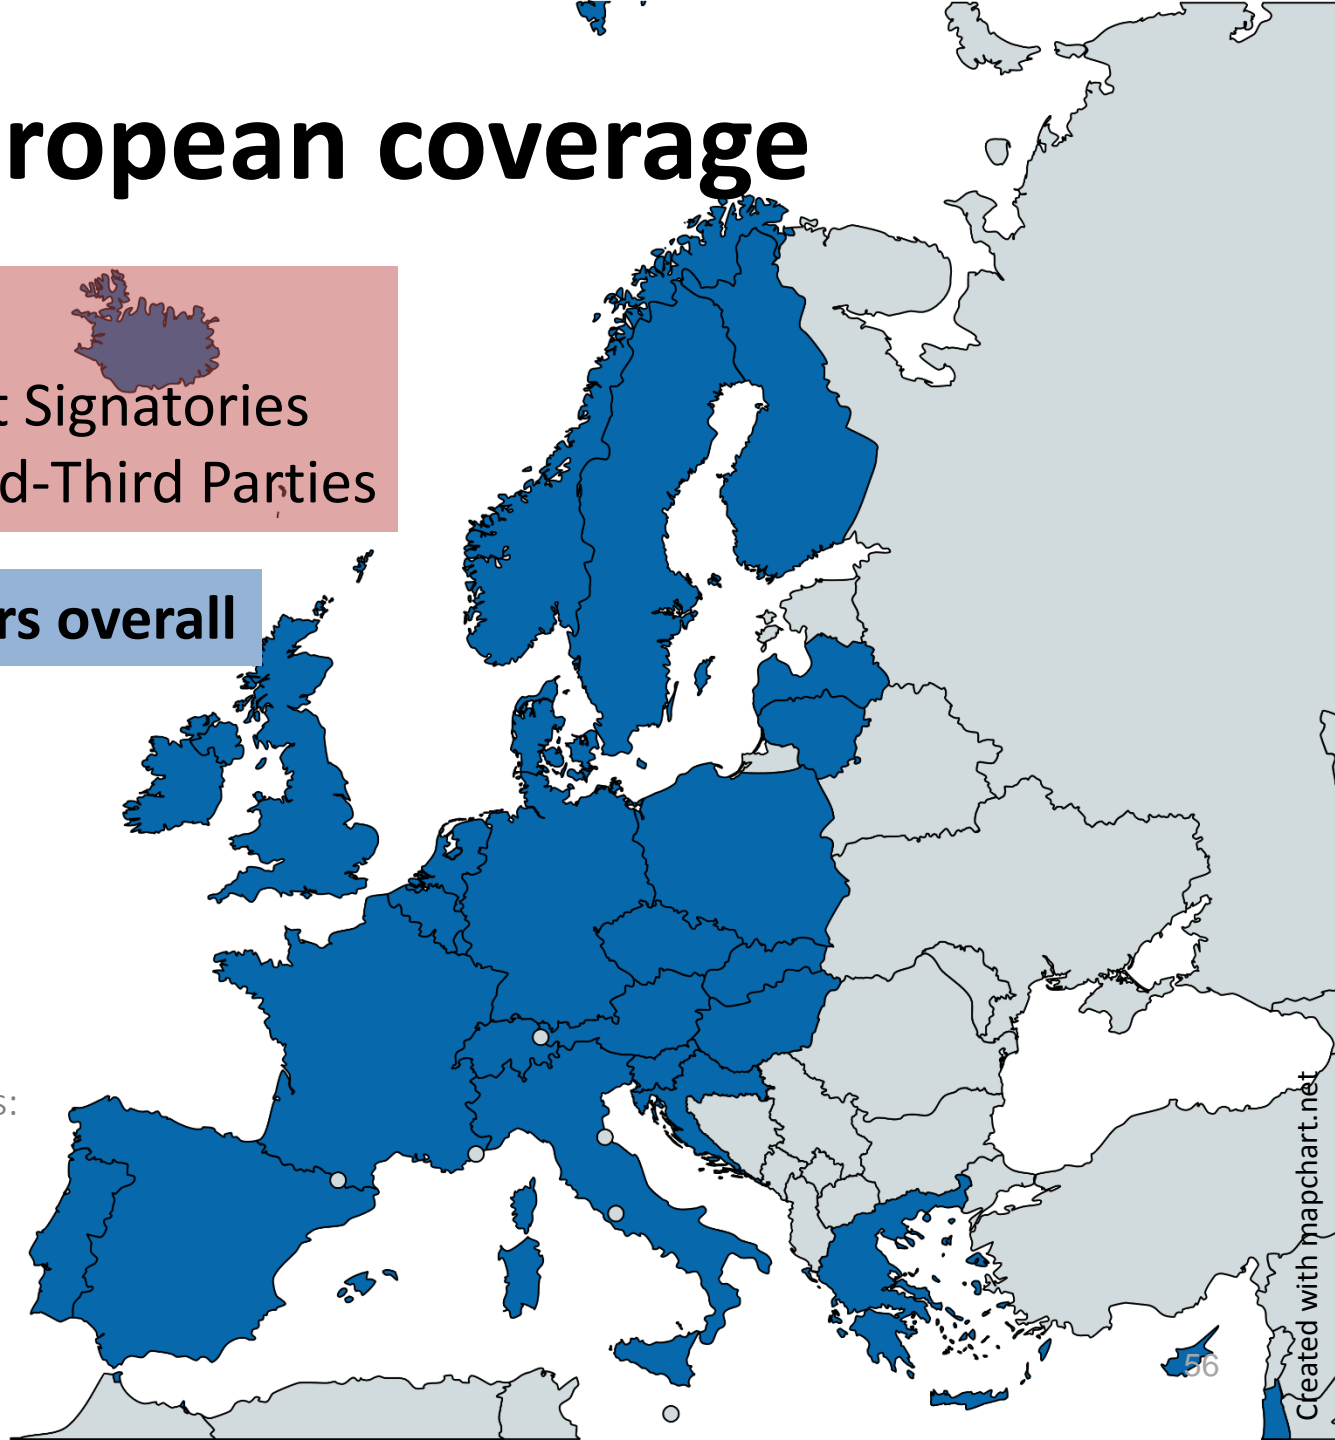 ropean coverage
t Signatories
d-Third Parties
rs overall
s:
56
Created with mapchart.net